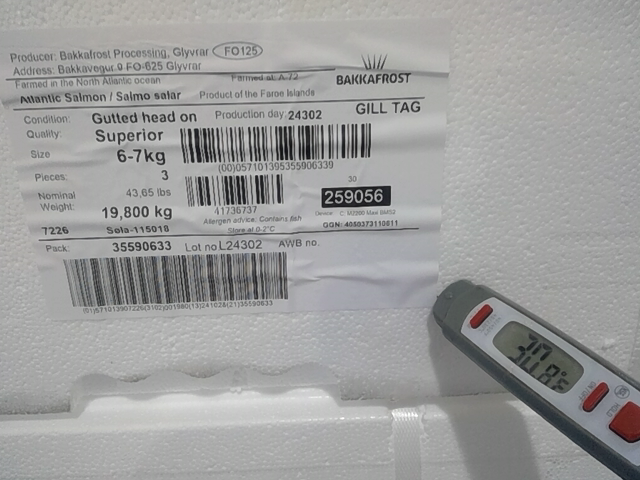 Producer: Bakkafrost Processing, Glyvrar FO125
Address: Bakkavegur 9 FO-625 Glyvrar
Farmed in the North Atlantic ocean Farmed at: A-72
BAKKAFROST
Atlantic Salmon / Salmo salar Product of the Faroe Islands
Condition: Gutted head on Production day: 24302 GILL TAG
Quality: Superior
Size 6-7kg
(00)057101395355906339
Pieces: 3
30
Nominal 43,65 lbs
259056
Weight: 19,800 kg
41736737
Allergen advice: Contains fish
Store at 0-2°C
7226 Sela-115018
GGN: 4050373110611
Pack: 35590633 Lot no L24302 AWB no.